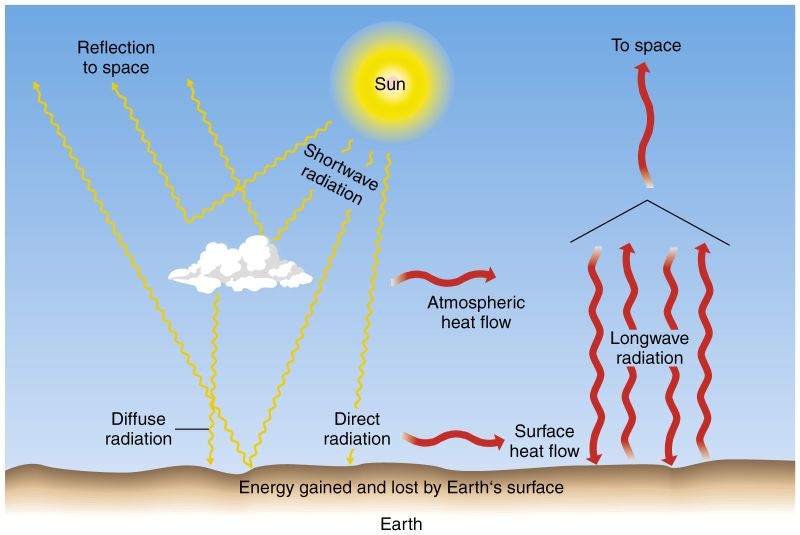 Reflection
to space
Sun
To space
Shortwave
radiation
Atmospheric
heat flow
Longwave
radiation
Diffuse
radiation
Direct
radiation
Surface
heat flow
Energy gained and lost by Earth's surface
Earth